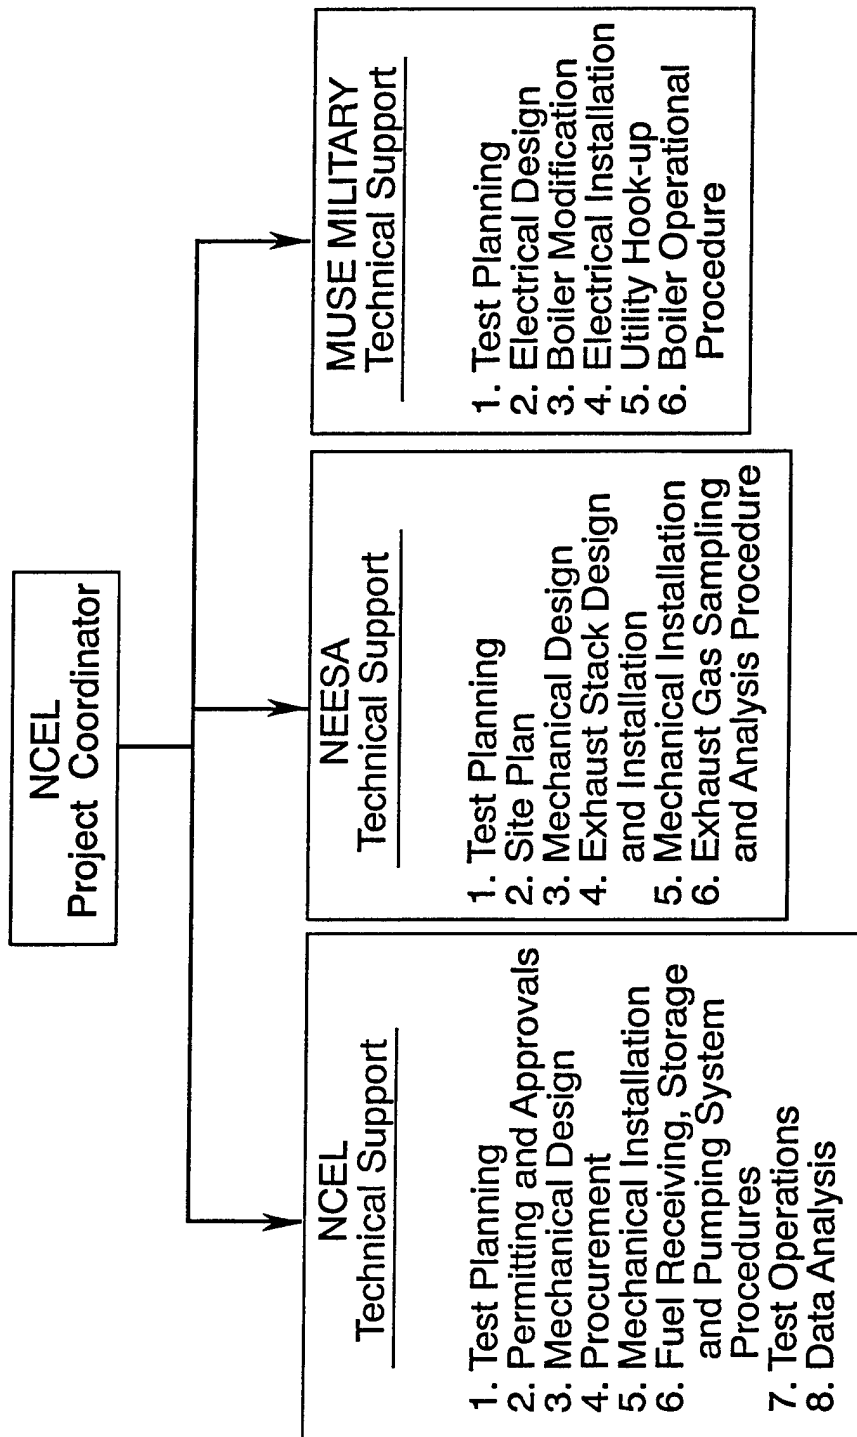 NCEL
Project Coordinator
NCEL
Technical Support
1. Test Planning
2. Permitting and Approvals
3. Mechanical Design
4. Procurement
5. Mechanical Installation
6. Fuel Receiving, Storage
and Pumping System
Procedures
7. Test Operations
8. Data Analysis
NEESA
Technical Support
1. Test Planning
2. Site Plan
3. Mechanical Design
4. Exhaust Stack Design
and Installation
5. Mechanical Installation
6. Exhaust Gas Sampling
and Analysis Procedure
MUSE MILITARY
Technical Support
1. Test Planning
2. Electrical Design
3. Boiler Modification
4. Electrical Installation
5. Utility Hook-up
6. Boiler Operational
Procedure